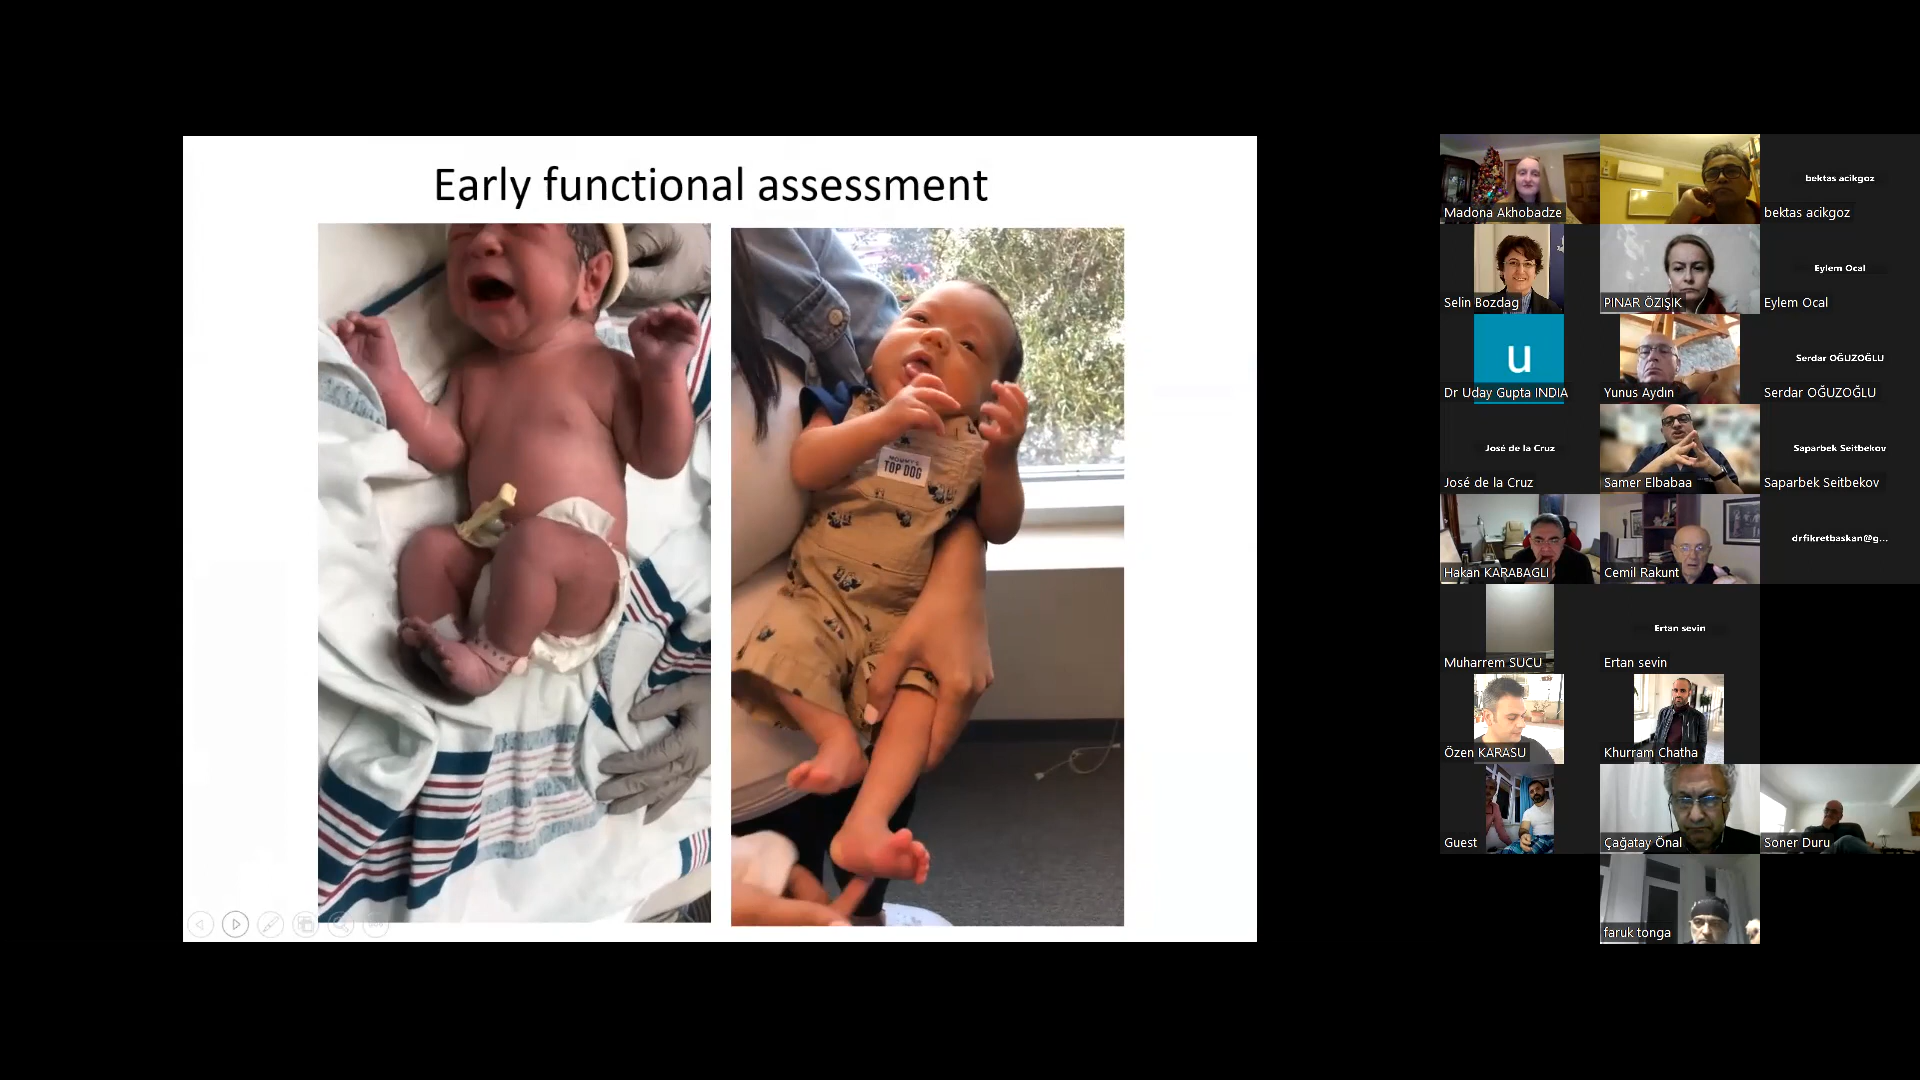 Early functional assessment
MOMMY'S
TOP DOG
Madona Akhobadze
bektas acikgoz
bektas acikgoz
Selin Bozdag
PINAR ÖZIŞIK
Eylem Ocal
Eylem Ocal
u
Dr Uday Gupta INDIA
Yunus Aydın
Serdar OĞUZOĞLU
Serdar OĞUZOĞLU
José de la Cruz
José de la Cruz
Samer Elbabaa
Saparbek Seitbekov
Saparbek Seitbekov
Hakan KARABAGLI
Cemil Rakunt
drfikretbaskan@g...
Muharrem SUCU
Ertan sevin
Ertan sevin
Özen KARASU
Khurram Chatha
Guest
Çağatay Önal
Soner Duru
faruk tonga